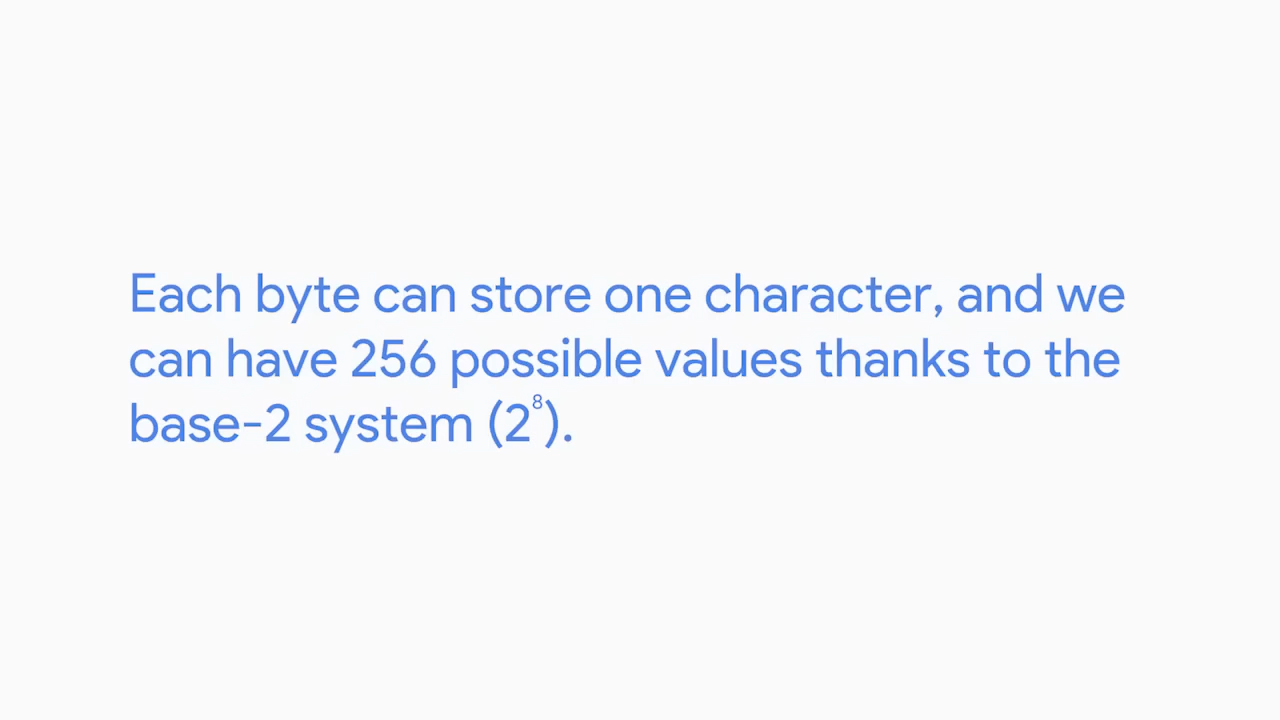 Each byte can store one character, and we
can have 256 possible values thanks to the
base-2 system (2⁸).